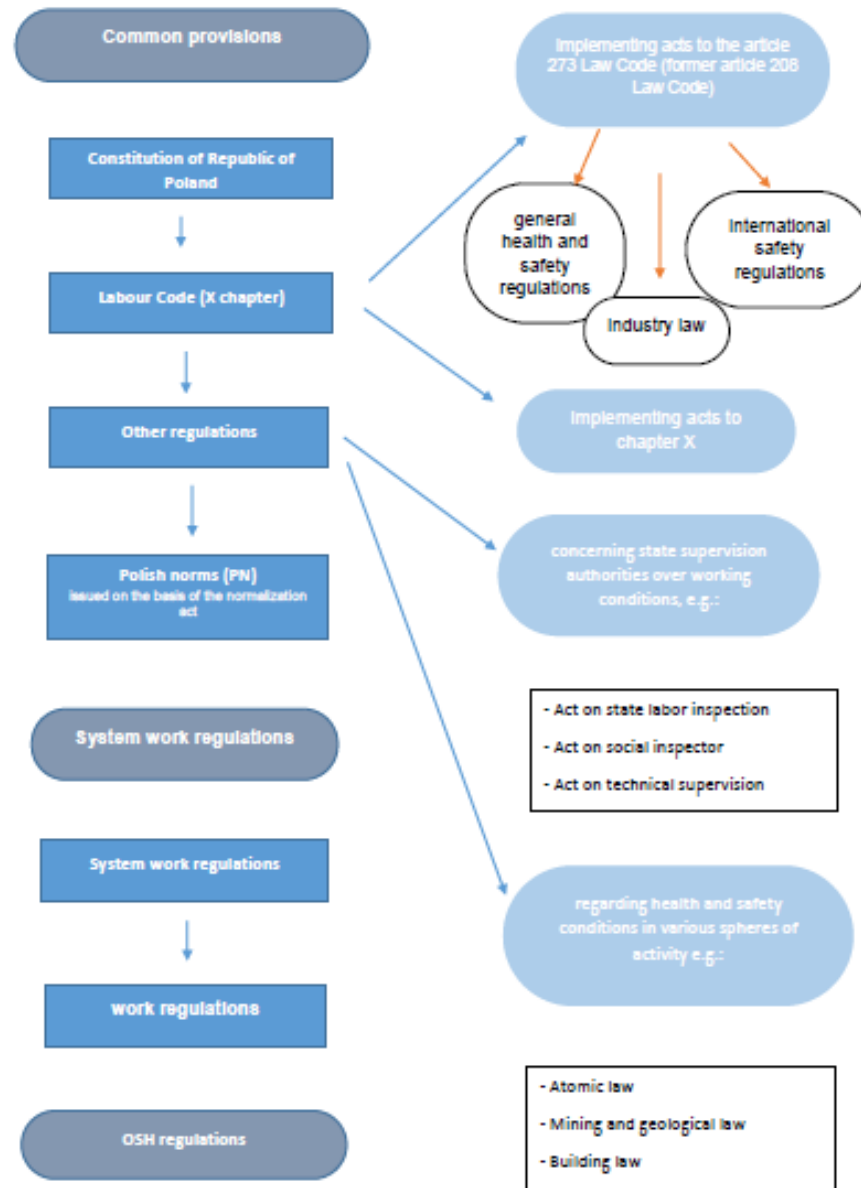 Common provisions
Constitution of Republic of
Poland
Labour Code (X chapter)
Other regulations
Polish norms (PN)
issued on the basis of the normalization
act
System work regulations
System work regulations
work regulations
OSH regulations
Implementing acts to the article
273 Law Code (former article 208
Law Code)
general
health and
safety
regulations
International
safety
regulations
Industry law
Implementing acts to
chapter X
concerning state supervision
authorities over working
conditions, e.g.:
- Act on state labor inspection
- Act on social inspector
- Act on technical supervision
regarding health and safety
conditions in various spheres of
activity e.g.:
- Atomic law
- Mining and geological law
- Building law